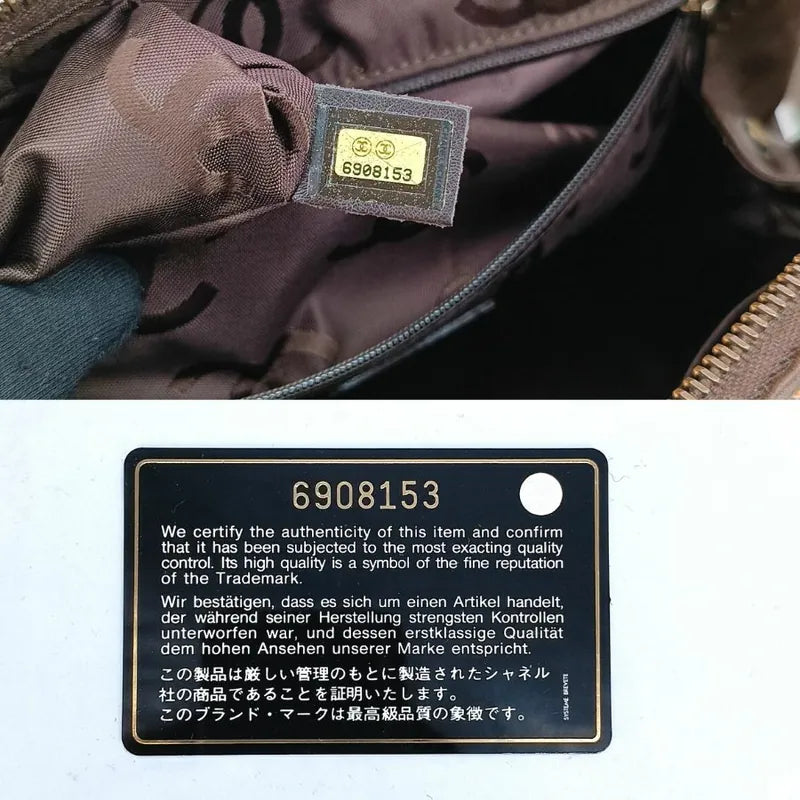 6908153
6908153
We certify the authenticity of this item and confirm
that it has been subjected to the most exacting quality
control. Its high quality is a symbol of the fine reputation
of the Trademark.
Wir bestätigen, dass es sich um einen Artikel handelt,
der während seiner Herstellung strengsten Kontrollen
unterworfen war, und dessen erstklassige Qualität
dem hohen Ansehen unserer Marke entspricht.
この製品は厳しい管理のもとに製造されたシャネル
社の商品であることを証明いたします。
このブランド・マークは最高級品質の象徴です。
SYSTEME BREVETE